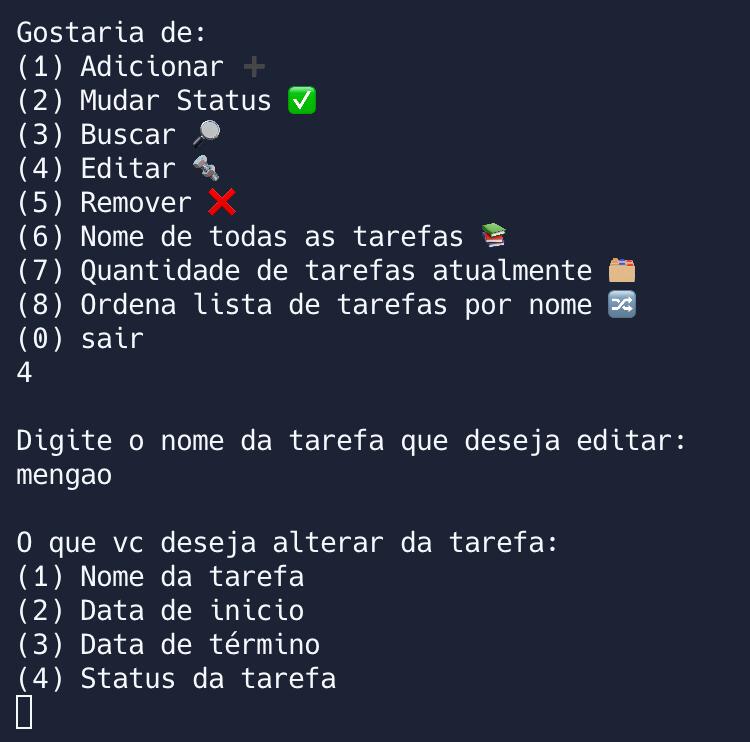 Gostaria de:
(1) Adicionar ➕
(2) Mudar Status ✅
(3) Buscar 🔎
(4) Editar 🔩
(5) Remover ❌
(6) Nome de todas as tarefas 📚
(7) Quantidade de tarefas atualmente 🗂️
(8) Ordena lista de tarefas por nome 🔀
(0) sair
4

Digite o nome da tarefa que deseja editar:
mengao

O que vc deseja alterar da tarefa:
(1) Nome da tarefa
(2) Data de inicio
(3) Data de término
(4) Status da tarefa